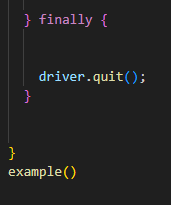 } finally {
driver.quit();
}
}
example()